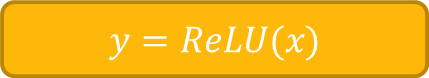 y = ReLU(x)